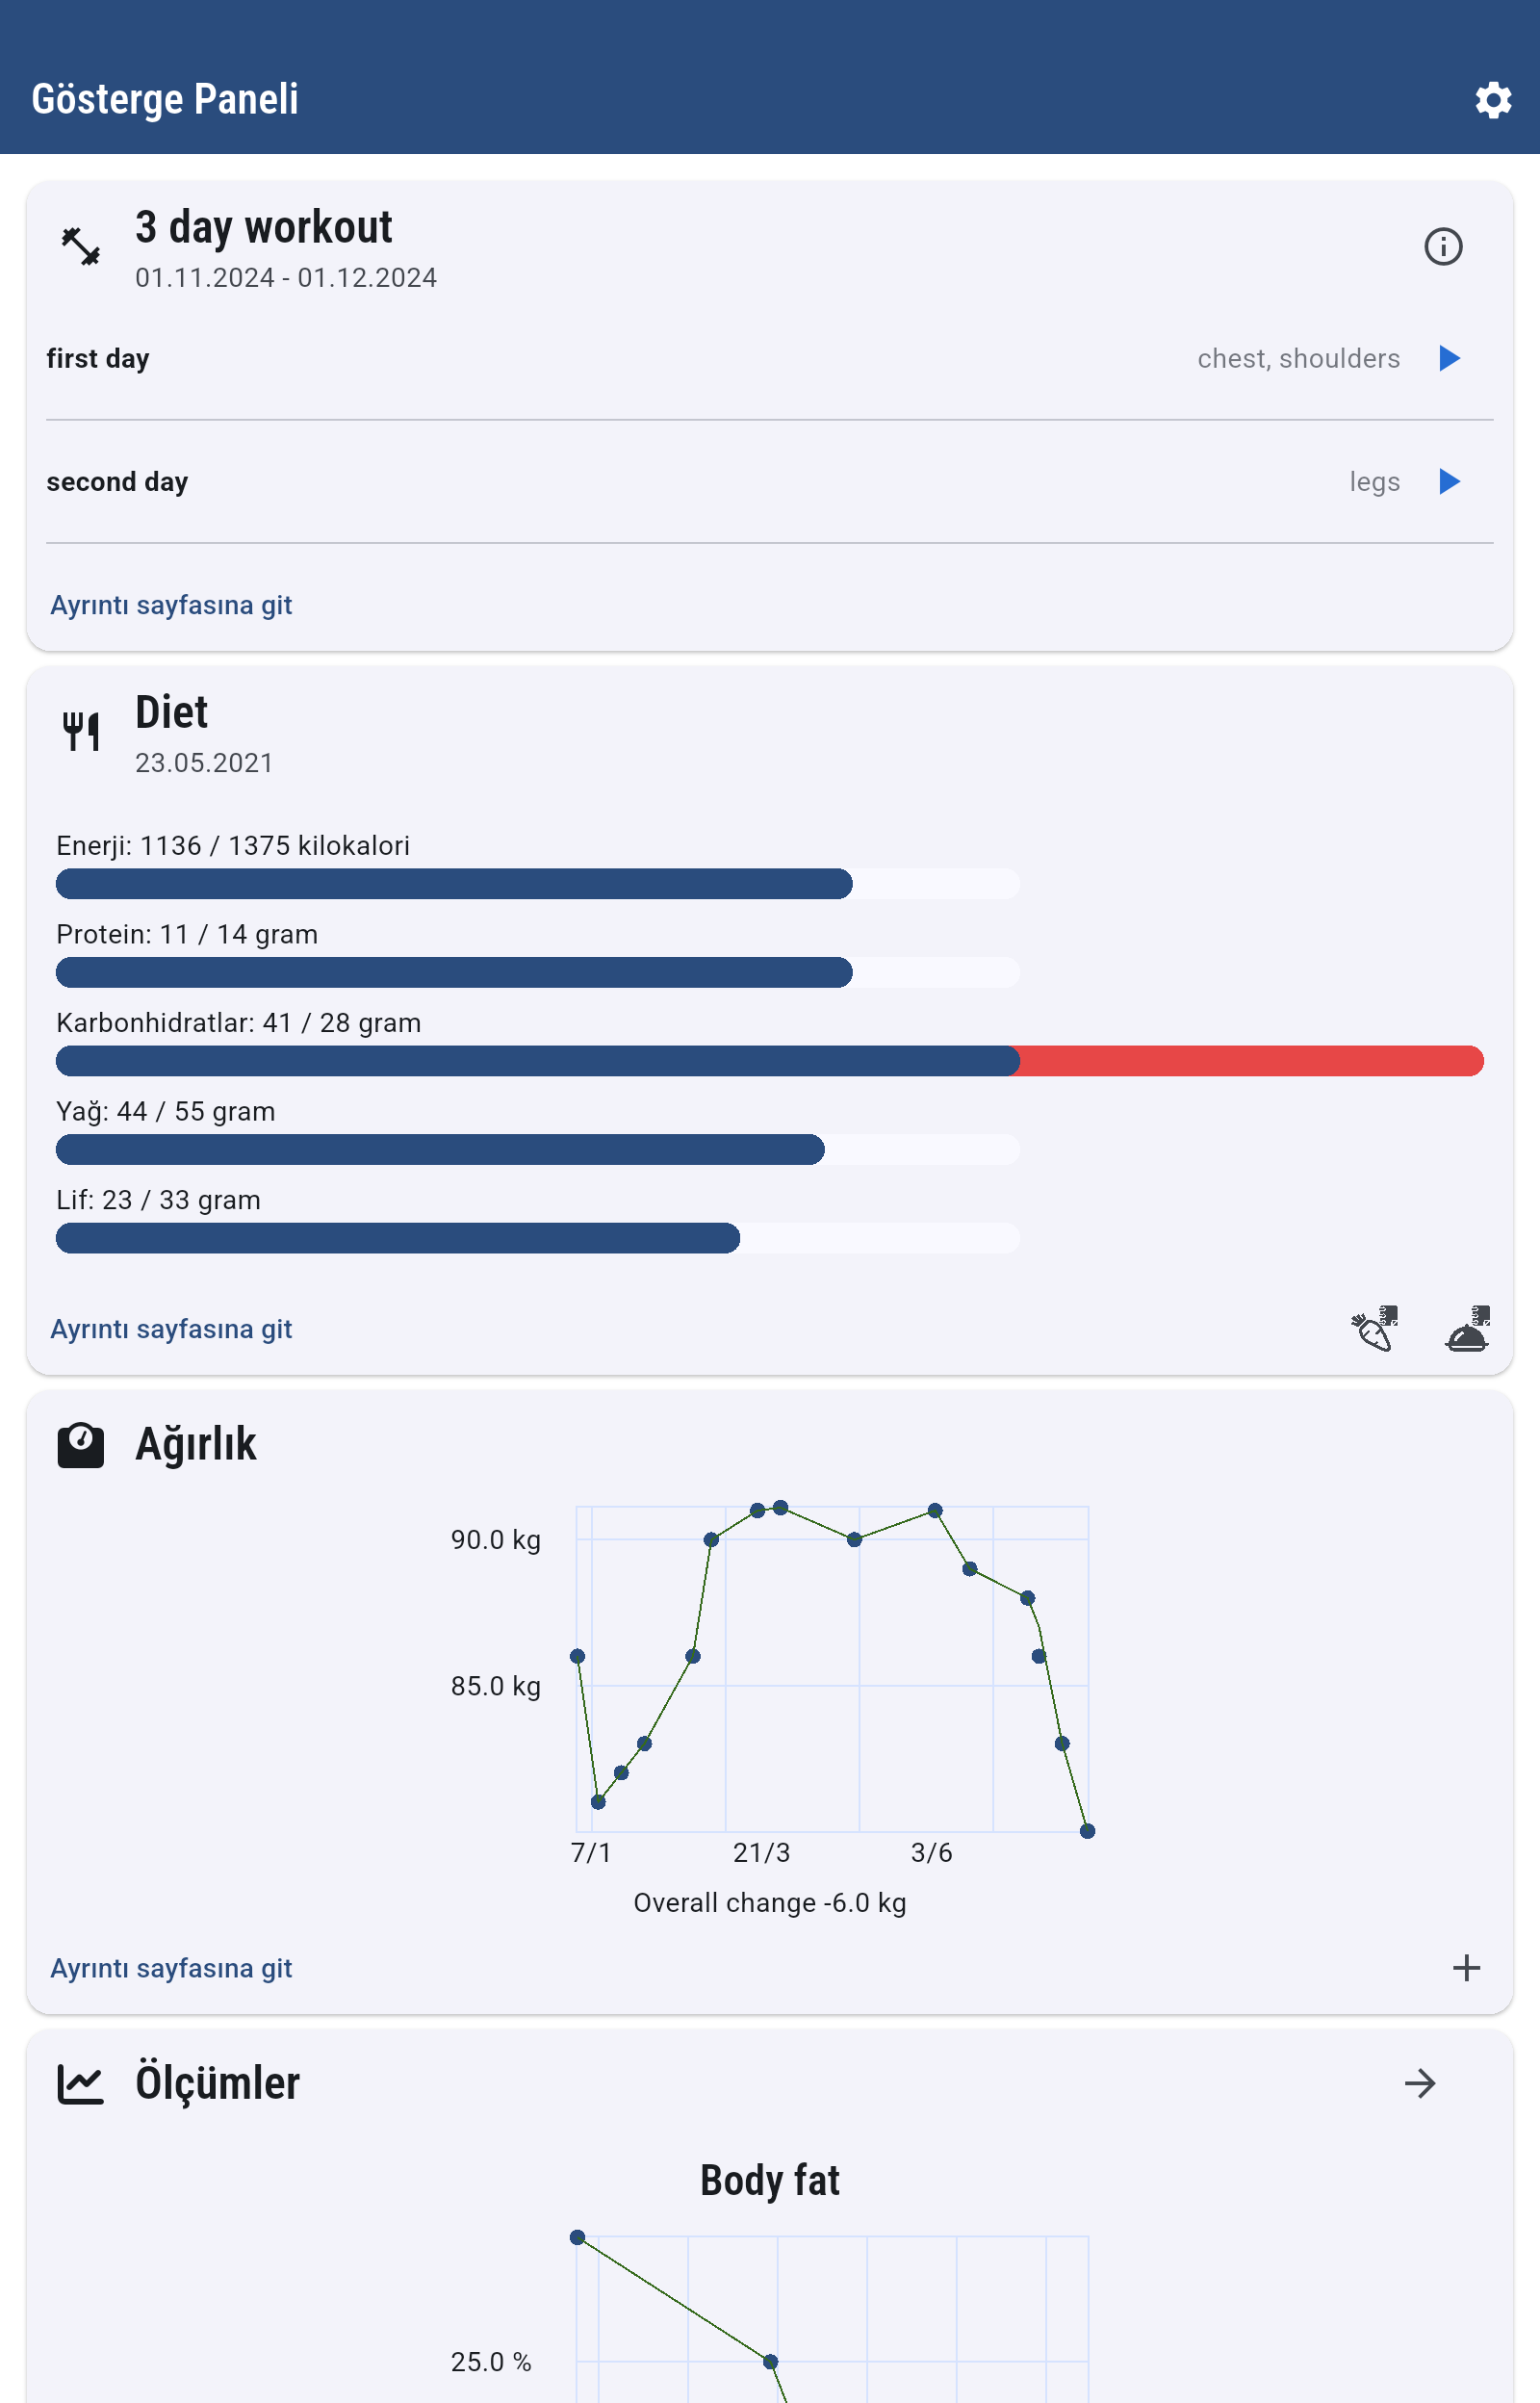 Gösterge Paneli
3 day workout
01.11.2024 - 01.12.2024
first day
chest, shoulders
second day
legs
Ayrıntı sayfasına git
Diet
23.05.2021
Enerji: 1136 / 1375 kilokalori
Protein: 11 / 14 gram
Karbonhidratlar: 41 / 28 gram
Yağ: 44 / 55 gram
Lif: 23 / 33 gram
Ayrıntı sayfasına git
Ağırlık
90.0 kg
85.0 kg
7/1 21/3 3/6
Overall change -6.0 kg
Ayrıntı sayfasına git
Ölçümler
Body fat
25.0 %